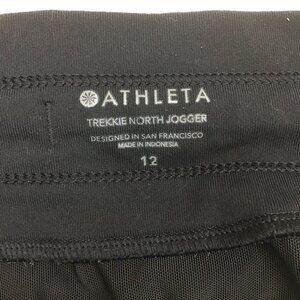 ATHLETA
TREKKIE NORTH JOGGER
DESIGNED IN SAN FRANCISCO
MADE IN INDONESIA
12